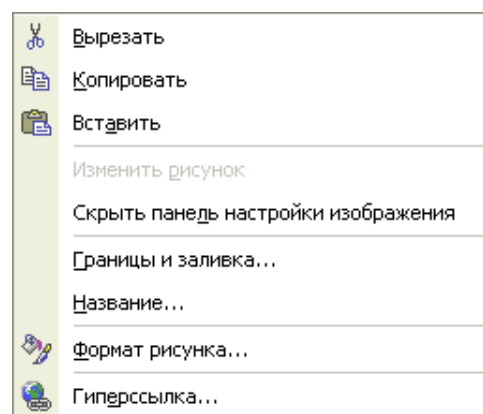 Вырезать
Копировать
Вставить
Изменить рисунок
Скрыть панель настройки изображения
Границы и заливка...
Название...
Формат рисунка...
Гиперссылка...